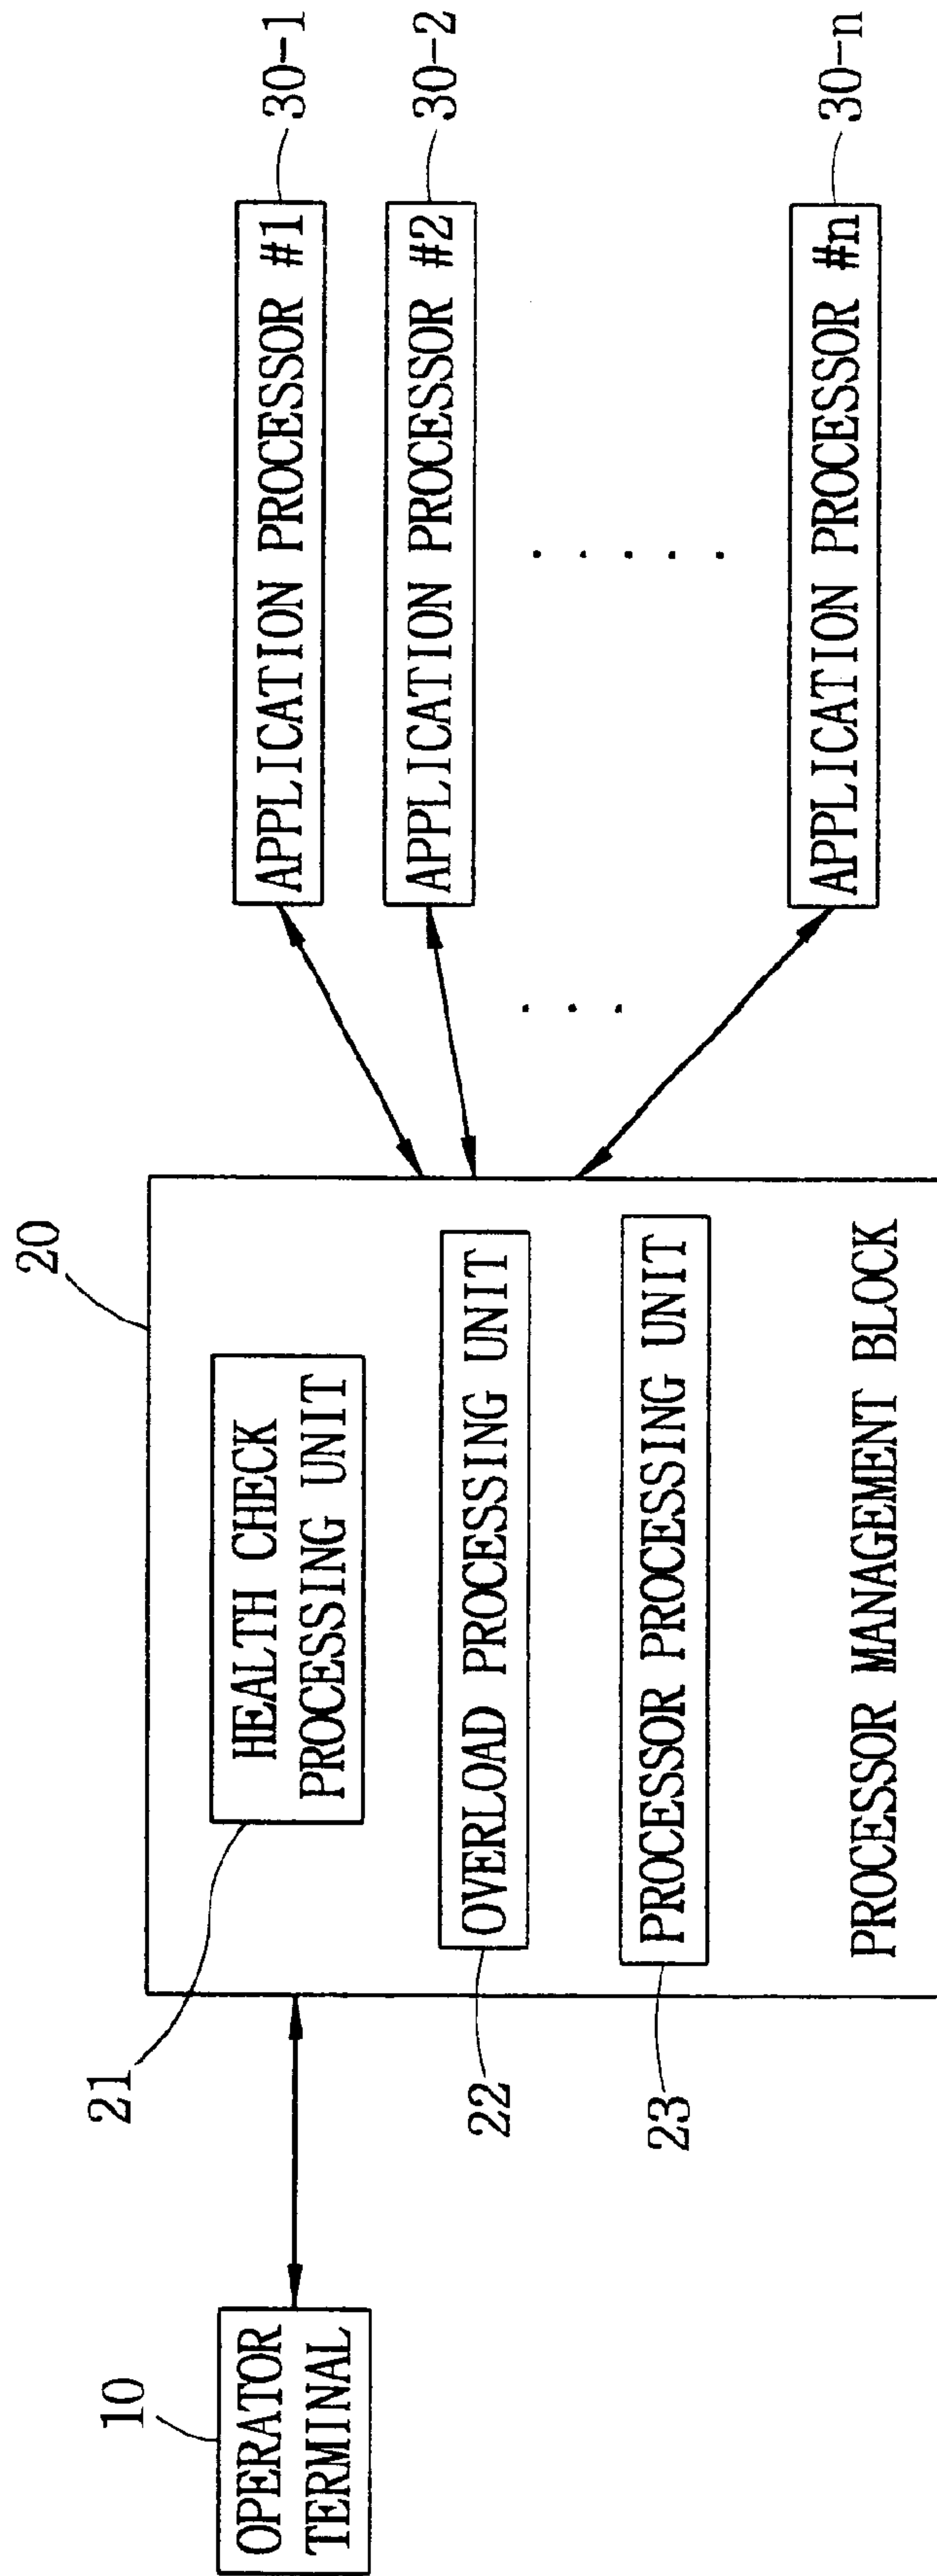 10
OPERATOR
TERMINAL
20
21
HEALTH CHECK
PROCESSING UNIT
22
OVERLOAD PROCESSING UNIT
23
PROCESSOR PROCESSING UNIT
PROCESSOR MANAGEMENT BLOCK
APPLICATION PROCESSOR #1
30-1
APPLICATION PROCESSOR #2
30-2
APPLICATION PROCESSOR #n
30-n